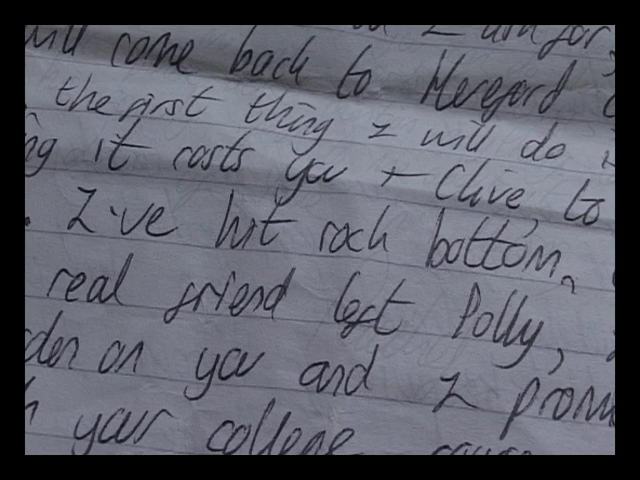 will come back to Hereford
the first thing I will do
it costs you + Clive, to
I've hit rock bottom,
real friend left Polly,
on you and I
your college